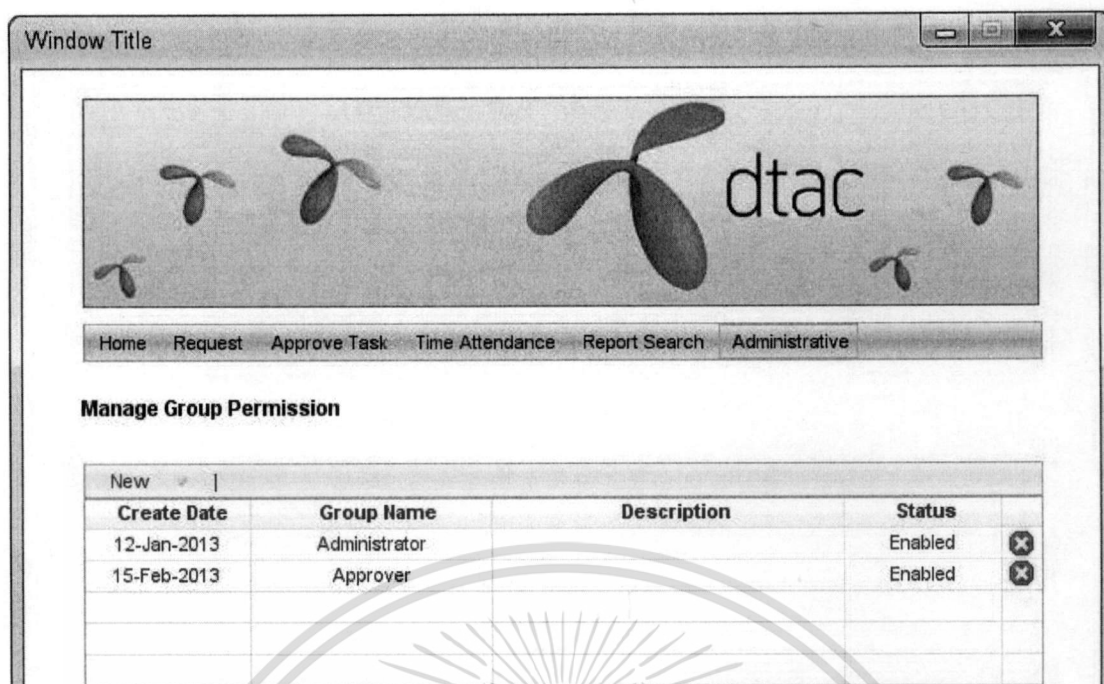 Window Title
dtac
Home Request Approve Task Time Attendance Report Search Administrative
Manage Group Permission
New
Create Date Group Name Description Status
12-Jan-2013 Administrator Enabled
15-Feb-2013 Approver Enabled